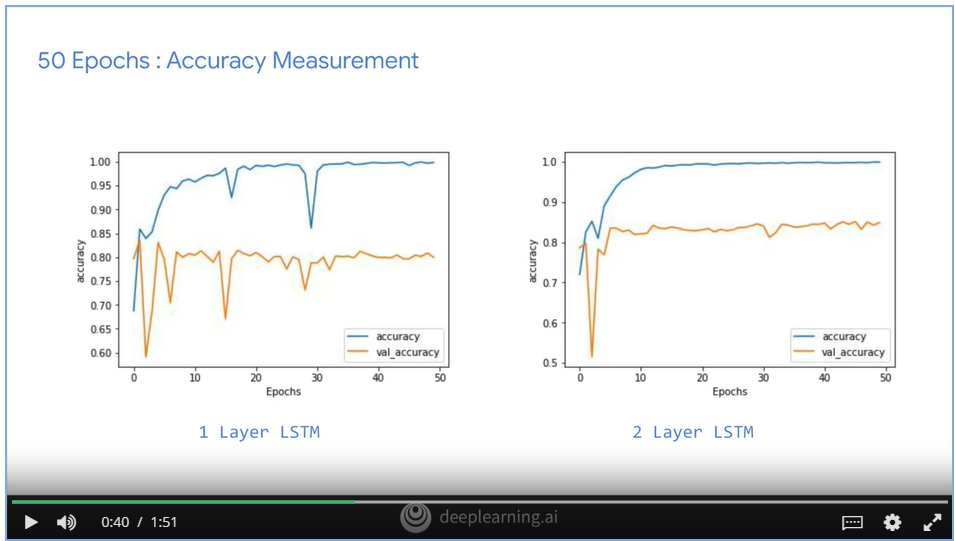 50 Epochs : Accuracy Measurement
1.00
0.95
0.90
0.85
0.80
0.75
0.70
0.65
0.60
accuracy
accuracy
val_accuracy
0 10 20 30 40 50
Epochs
1 Layer LSTM
1.0
0.9
0.8
0.7
0.6
0.5
accuracy
accuracy
val_accuracy
0 10 20 30 40 50
Epochs
2 Layer LSTM
0:40 / 1:51
deeplearning.ai